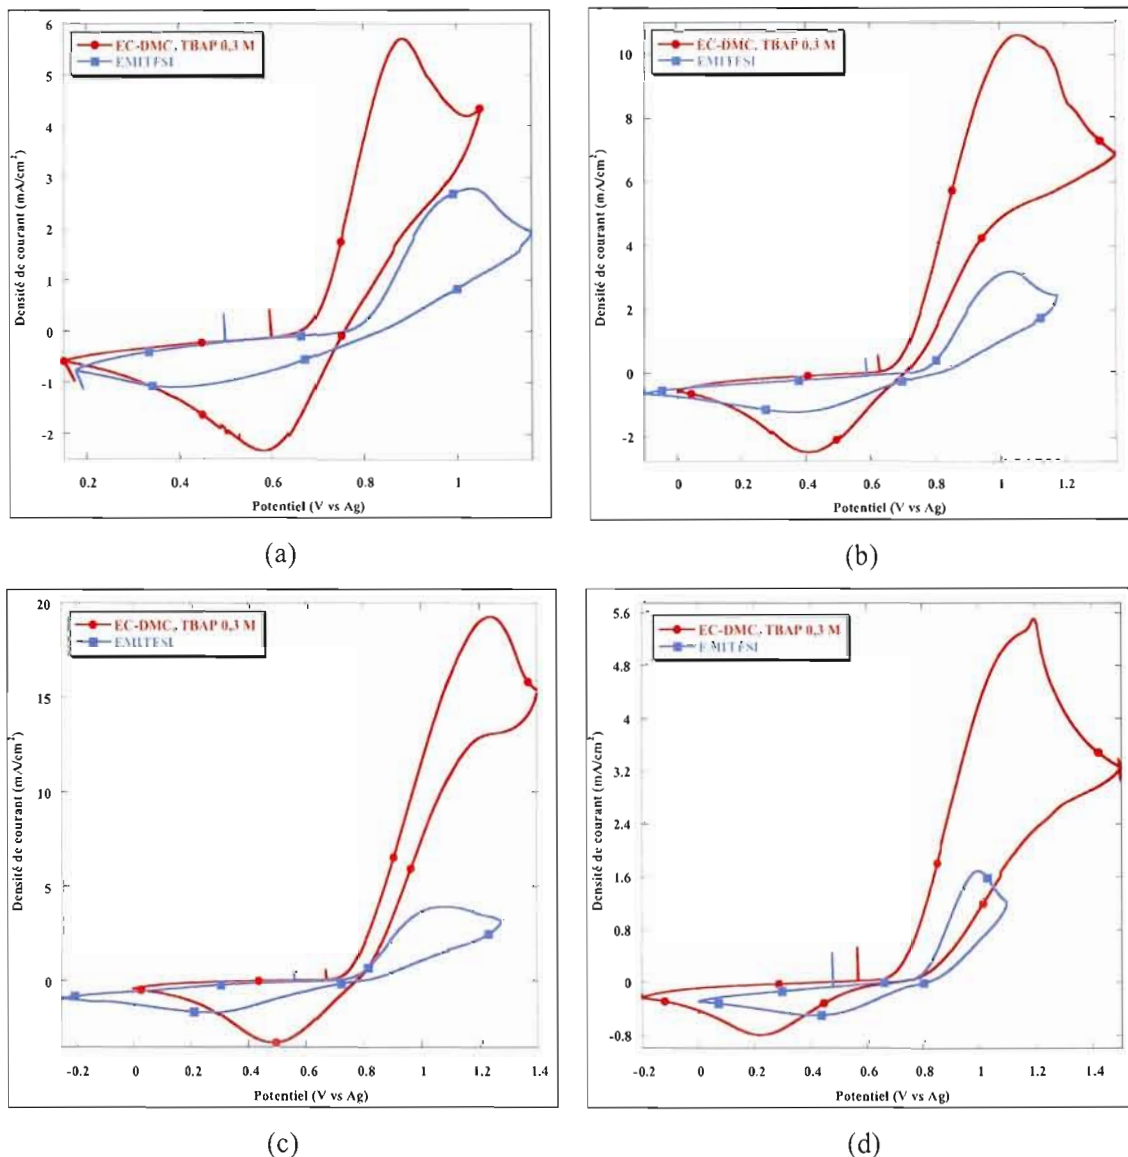 EC-DMC, TBAP 0,3 M
EMITFSI
Densité de courant (mA/cm²)
6
5
4
3
2
1
0
-1
-2
0.2 0.4 0.6 0.8 1
Potentiel (V vs Ag)
(a)
EC-DMC, TBAP 0,3 M
EMITFSI
Densité de courant (mA/cm²)
10
8
6
4
2
0
-2
0 0.2 0.4 0.6 0.8 1 1.2
Potentiel (V vs Ag)
(b)
EC-DMC, TBAP 0,3 M
EMITFSI
Densité de courant (mA/cm²)
20
15
10
5
0
-0.2 0 0.2 0.4 0.6 0.8 1 1.2 1.4
Potentiel (V vs Ag)
(c)
EC-DMC, TBAP 0,3 M
EMITFSI
Densité de courant (mA/cm²)
5.6
4.8
4
3.2
2.4
1.6
0.8
0
-0.8
-0.2 0 0.2 0.4 0.6 0.8 1 1.2 1.4
Potentiel (V vs Ag)
(d)